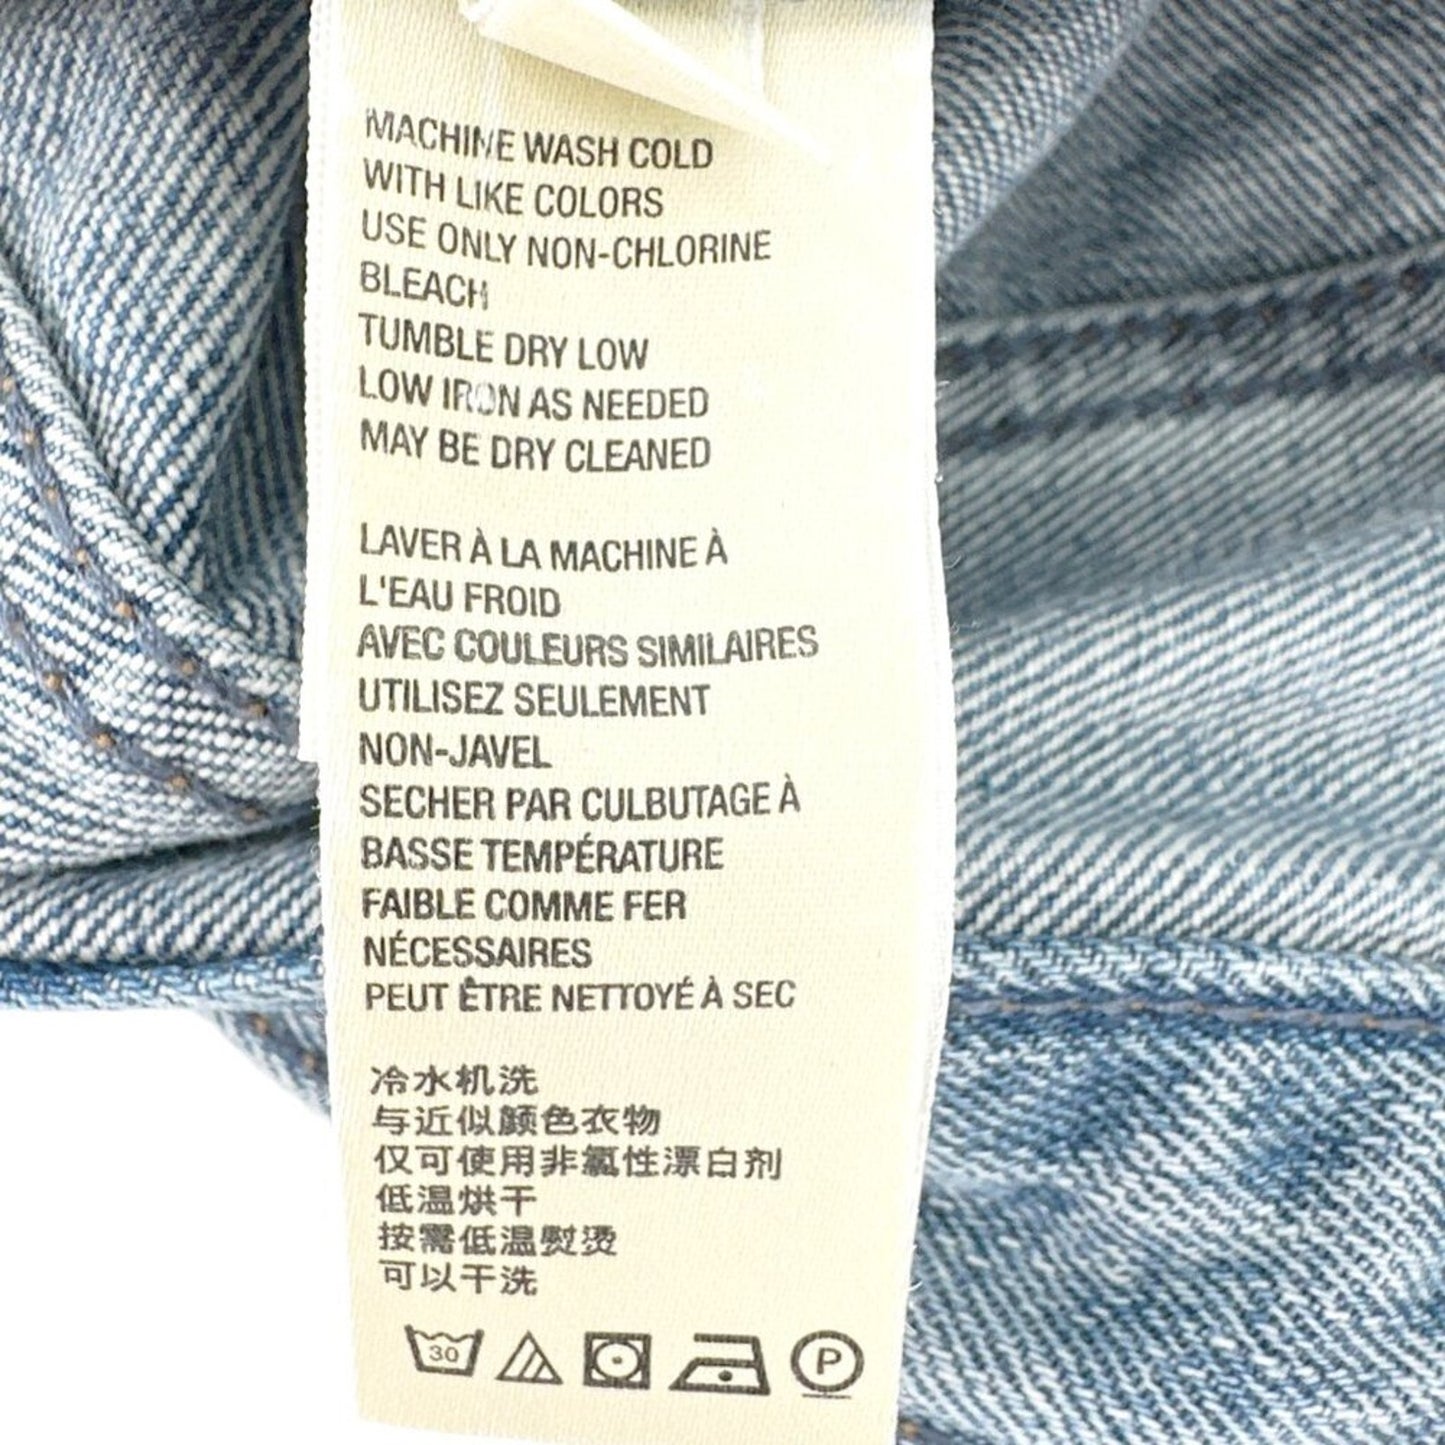 MACHINE WASH COLD
WITH LIKE COLORS
USE ONLY NON-CHLORINE
BLEACH
TUMBLE DRY LOW
LOW IRON AS NEEDED
MAY BE DRY CLEANED
LAVER À LA MACHINE À
L'EAU FROID
AVEC COULEURS SIMILAIRES
UTILISEZ SEULEMENT
NON-JAVEL
SECHER PAR CULBUTAGE À
BASSE TEMPÉRATURE
FAIBLE COMME FER
NÉCESSAIRES
PEUT ÊTRE NETTOYÉ À SEC
冷水机洗
与近似颜色衣物
仅可使用非氯性漂白剂
低温烘干
按需低温熨烫
可以干洗
30 P